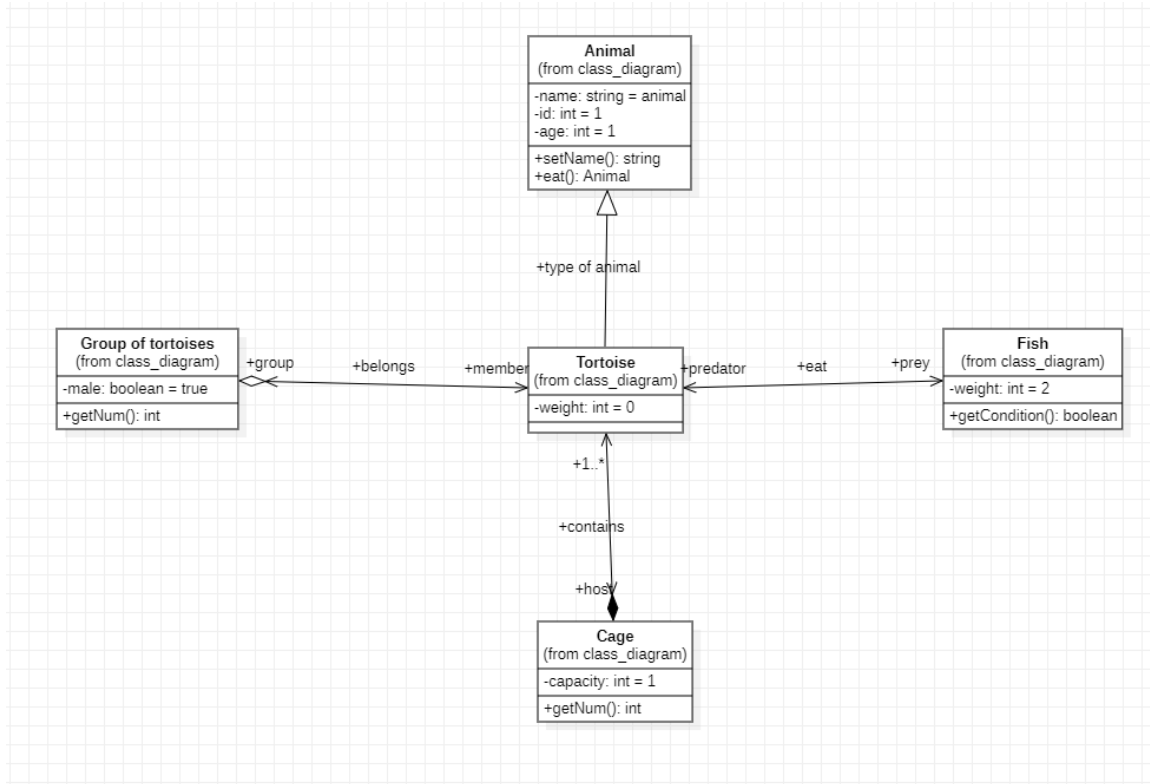 Animal
(from class_diagram)
-name: string = animal
-id: int = 1
-age: int = 1
+setName(): string
+eat(): Animal
+type of animal
Group of tortoises
(from class_diagram)
-male: boolean = true
+getNum(): int
+group
+belongs
+member
Tortoise
(from class_diagram)
-weight: int = 0
+predator
+eat
+prey
Fish
(from class_diagram)
-weight: int = 2
+getCondition(): boolean
+1..*
+contains
+host
Cage
(from class_diagram)
-capacity: int = 1
+getNum(): int